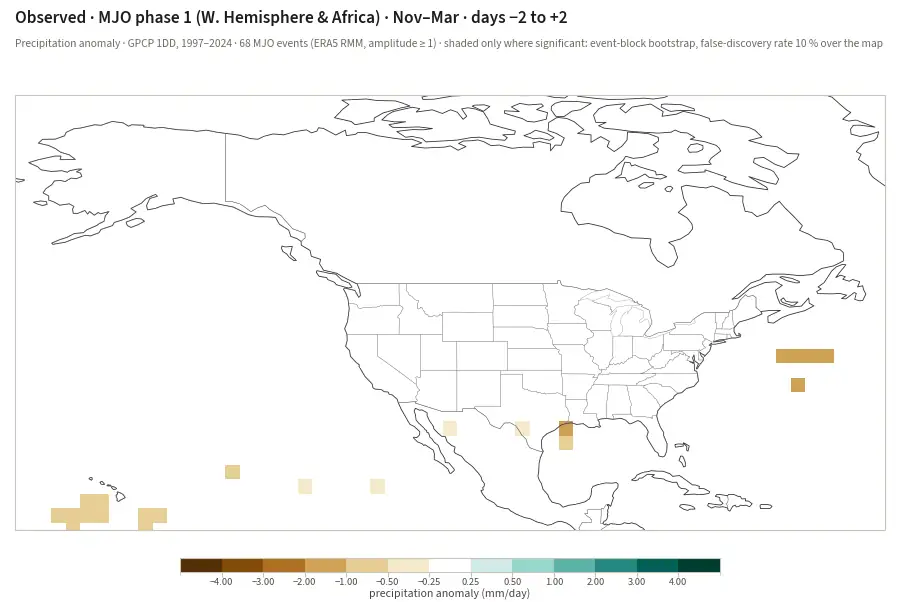 Observed · MJO phase 1 (W. Hemisphere & Africa) · Nov–Mar · days −2 to +2
Precipitation anomaly · GPCP 1DD, 1997–2024 · 68 MJO events (ERA5 RMM, amplitude ≥ 1) · shaded only where significant: event-block bootstrap, false-discovery rate 10 % over the map
−4.00 −3.00 −2.00 −1.00 −0.50 −0.25 0.25 0.50 1.00 2.00 3.00 4.00
precipitation anomaly (mm/day)